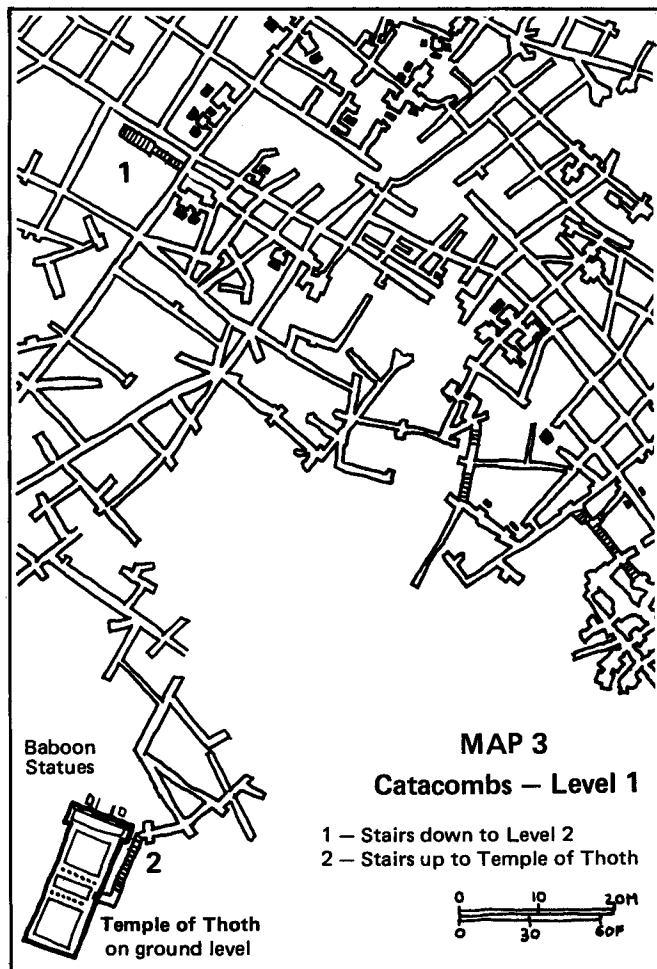 1
Baboon
Statues
MAP 3
Catacombs — Level 1
1 — Stairs down to Level 2
2 — Stairs up to Temple of Thoth
2
Temple of Thoth
on ground level
0 10 20M
0 30 60F